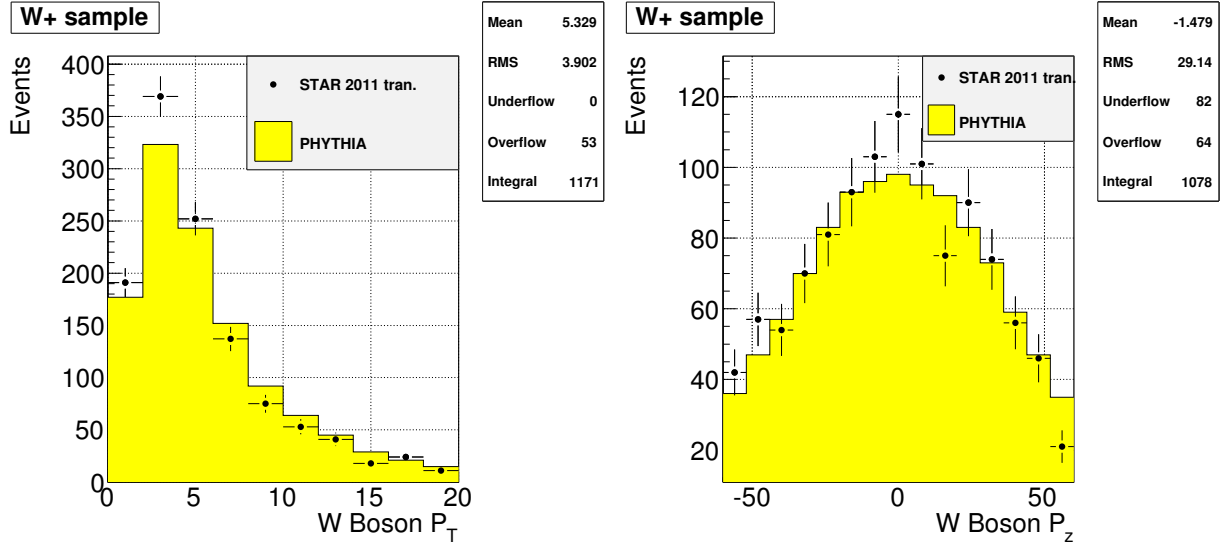 W+ sample
Mean 5.329
RMS 3.902
Underflow 0
Overflow 53
Integral 1171
Events
400
350
300
250
200
150
100
50
0
STAR 2011 tran.
PHYTHIA
0 5 10 15 20
W Boson P_T
W+ sample
Mean -1.479
RMS 29.14
Underflow 82
Overflow 64
Integral 1078
Events
120
100
80
60
40
20
STAR 2011 tran.
PHYTHIA
-50 0 50
W Boson P_z